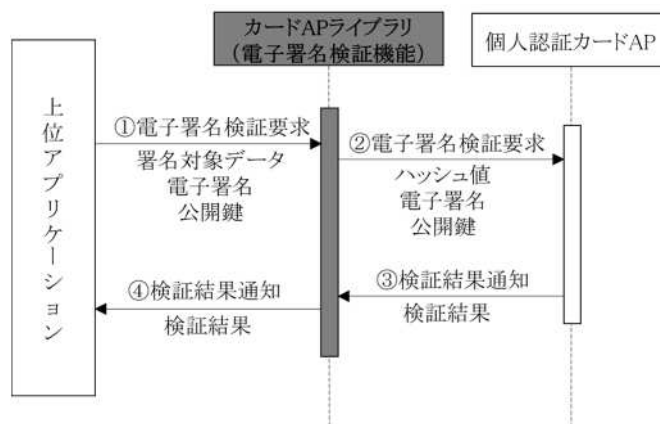 カードAPライブラリ
(電子署名検証機能)
個人認証カードAP
上位アプリケーション
①電子署名検証要求
署名対象データ
電子署名
公開鍵
②電子署名検証要求
ハッシュ値
電子署名
公開鍵
③検証結果通知
検証結果
④検証結果通知
検証結果